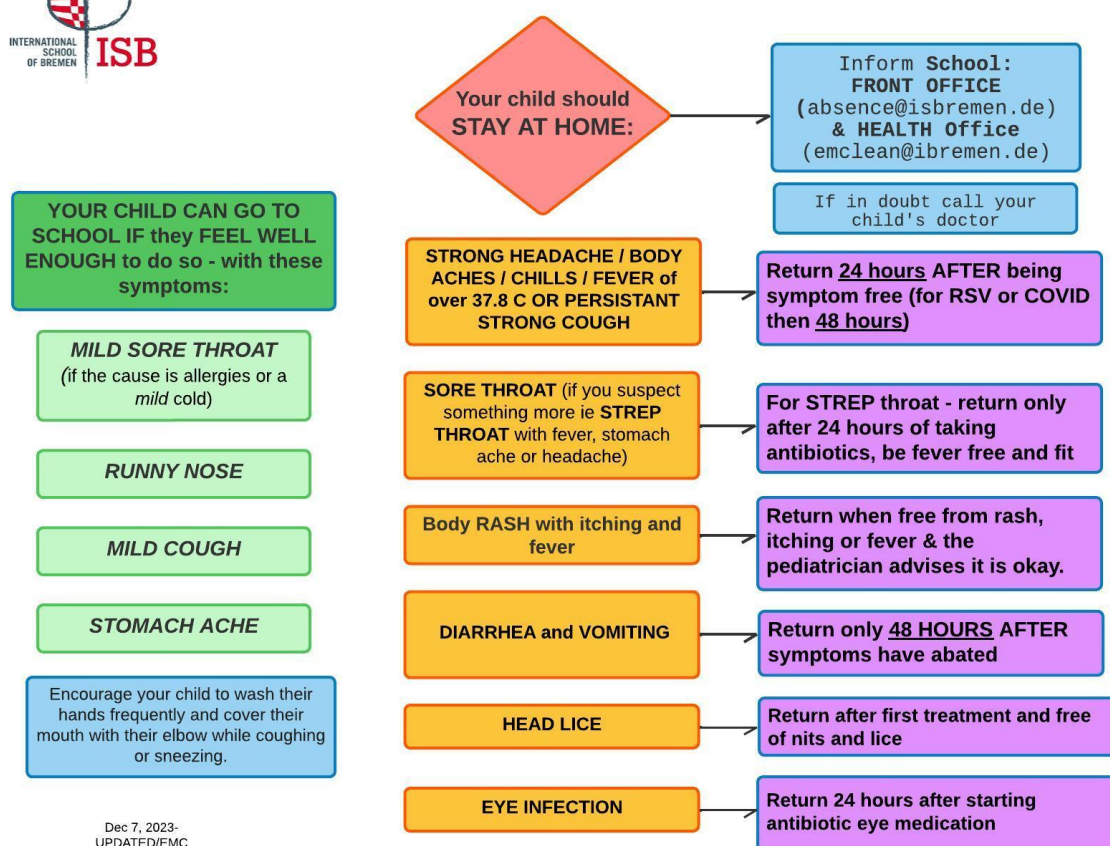 INTERNATIONAL
SCHOOL
OF BREMEN
ISB
Your child should
STAY AT HOME:
Inform School:
FRONT OFFICE
(absence@isbremen.de)
& HEALTH Office
(emclean@ibremen.de)
If in doubt call your
child's doctor
YOUR CHILD CAN GO TO
SCHOOL IF they FEEL WELL
ENOUGH to do so - with these
symptoms:
MILD SORE THROAT
(if the cause is allergies or a
mild cold)
RUNNY NOSE
MILD COUGH
STOMACH ACHE
Encourage your child to wash their
hands frequently and cover their
mouth with their elbow while coughing
or sneezing.
Dec 7, 2023-
UPDATED/EMC
STRONG HEADACHE / BODY
ACHES / CHILLS / FEVER of
over 37.8 C OR PERSISTANT
STRONG COUGH
Return 24 hours AFTER being
symptom free (for RSV or COVID
then 48 hours)
SORE THROAT (if you suspect
something more ie STREP
THROAT with fever, stomach
ache or headache)
For STREP throat - return only
after 24 hours of taking
antibiotics, be fever free and fit
Body RASH with itching and
fever
Return when free from rash,
itching or fever & the
pediatrician advises it is okay.
DIARRHEA and VOMITING
Return only 48 HOURS AFTER
symptoms have abated
HEAD LICE
Return after first treatment and free
of nits and lice
EYE INFECTION
Return 24 hours after starting
antibiotic eye medication